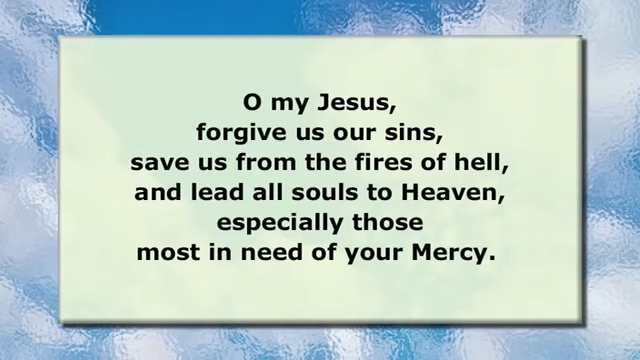 O my Jesus,
forgive us our sins,
save us from the fires of hell,
and lead all souls to Heaven,
especially those
most in need of your Mercy.